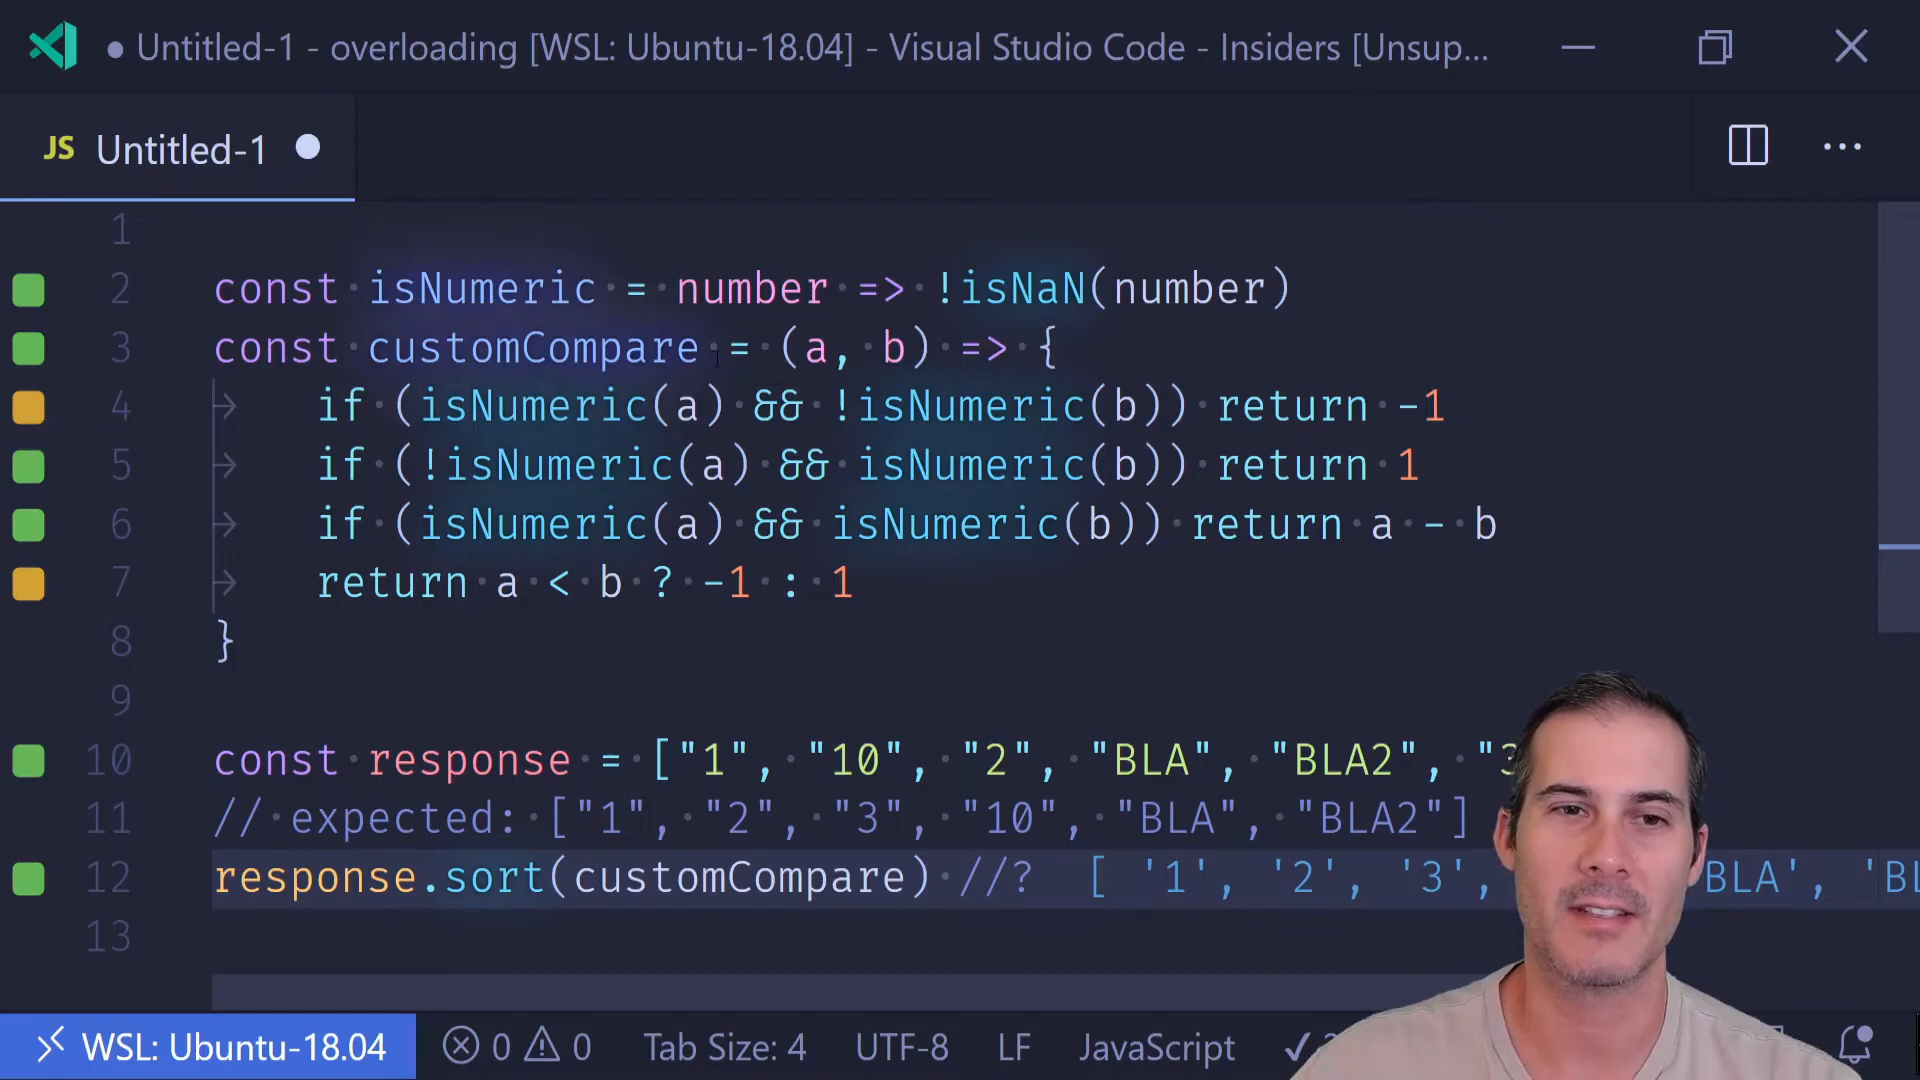 ● Untitled-1 - overloading [WSL: Ubuntu-18.04] - Visual Studio Code - Insiders [Unsup...
JS Untitled-1
1
2 const isNumeric = number => !isNaN(number)
3 const customCompare = (a, b) => {
4 if (isNumeric(a) && !isNumeric(b)) return -1
5 if (!isNumeric(a) && isNumeric(b)) return 1
6 if (isNumeric(a) && isNumeric(b)) return a - b
7 return a < b ? -1 : 1
8 }
9
10 const response = ["1", "10", "2", "BLA", "BLA2", "3
11 // expected: ["1", "2", "3", "10", "BLA", "BLA2"]
12 response.sort(customCompare) //? [ '1', '2', '3', BLA', 'BL
13
WSL: Ubuntu-18.04 0 0 Tab Size: 4 UTF-8 LF JavaScript